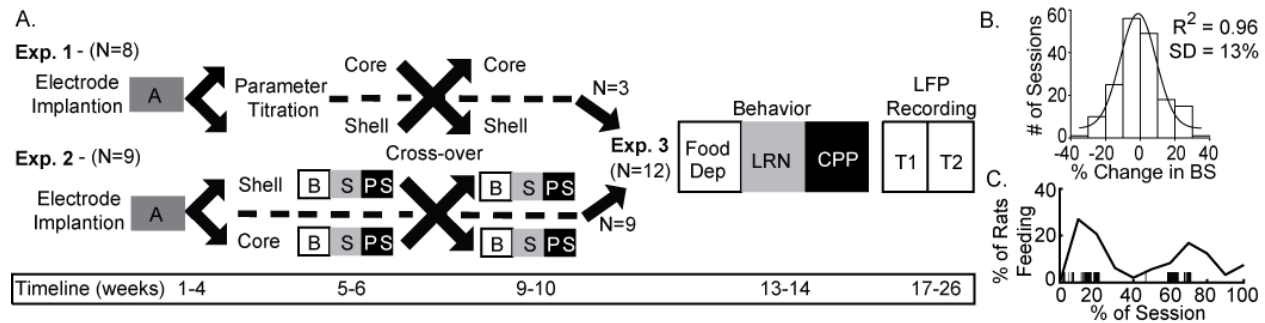 A.
Exp. 1 - (N=8)
Electrode
Implantion
A
Parameter
Titration
Core
Shell
Core
Shell
N=3
Exp. 2 - (N=9)
Electrode
Implantion
A
Shell
Core
B S PS
B S PS
Cross-over
B S PS
B S PS
N=9
Exp. 3
(N=12)
Behavior
Food
Dep
LRN
CPP
LFP
Recording
T1
T2
Timeline (weeks) 1-4 5-6 9-10 13-14 17-26
B.
# of Sessions
60
40
20
0
-40 -20 0 20 40
% Change in BS
R² = 0.96
SD = 13%
C.
% of Rats
Feeding
40
20
0
0 20 40 60 80 100
% of Session